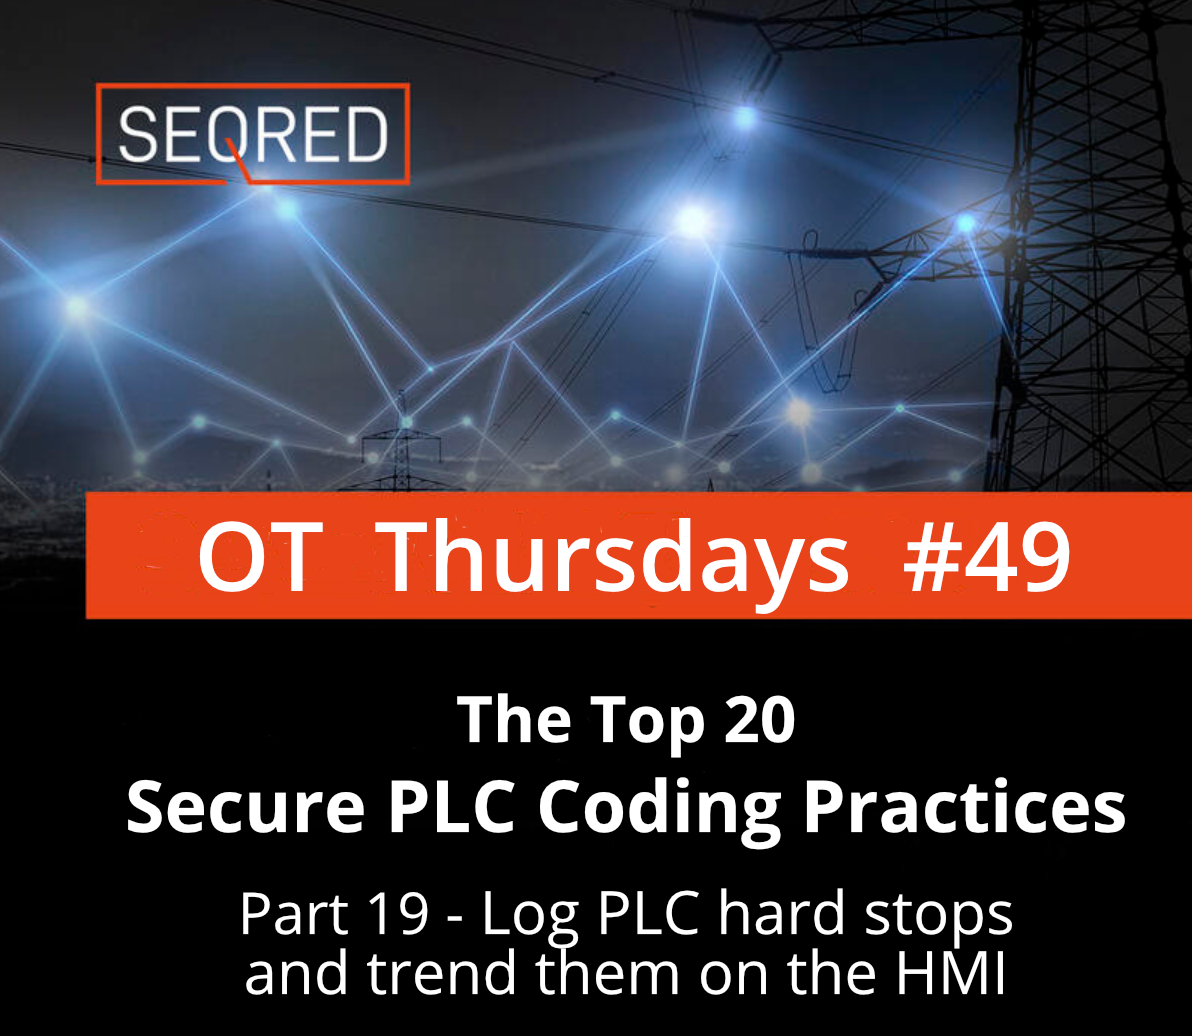 SEQRED
OT Thursdays #49
The Top 20
Secure PLC Coding Practices
Part 19 - Log PLC hard stops
and trend them on the HMI